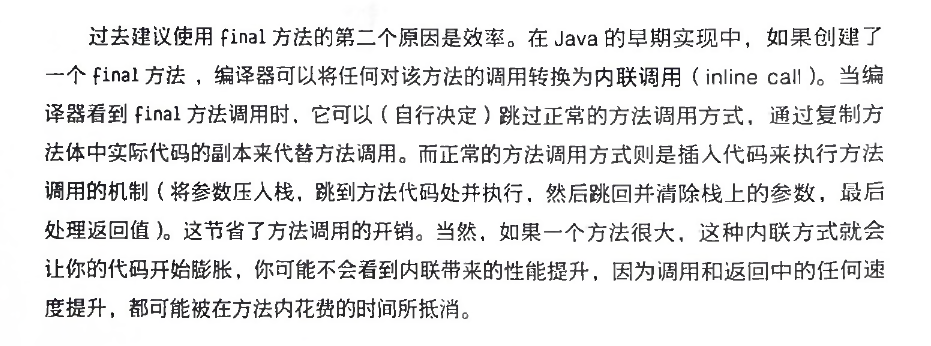 过去建议使用 final 方法的第二个原因是效率。在 Java 的早期实现中，如果创建了
一个 final 方法，编译器可以将任何对该方法的调用转换为内联调用（inline call）。当编
译器看到 final 方法调用时，它可以（自行决定）跳过正常的方法调用方式，通过复制方
法体中实际代码的副本来代替方法调用。而正常的方法调用方式则是插入代码来执行方法
调用的机制（将参数压入栈，跳到方法代码处并执行，然后跳回并清除栈上的参数，最后
处理返回值）。这节省了方法调用的开销。当然，如果一个方法很大，这种内联方式就会
让你的代码开始膨胀，你可能不会看到内联带来的性能提升，因为调用和返回中的任何速
度提升，都可能被在方法内花费的时间所抵消。